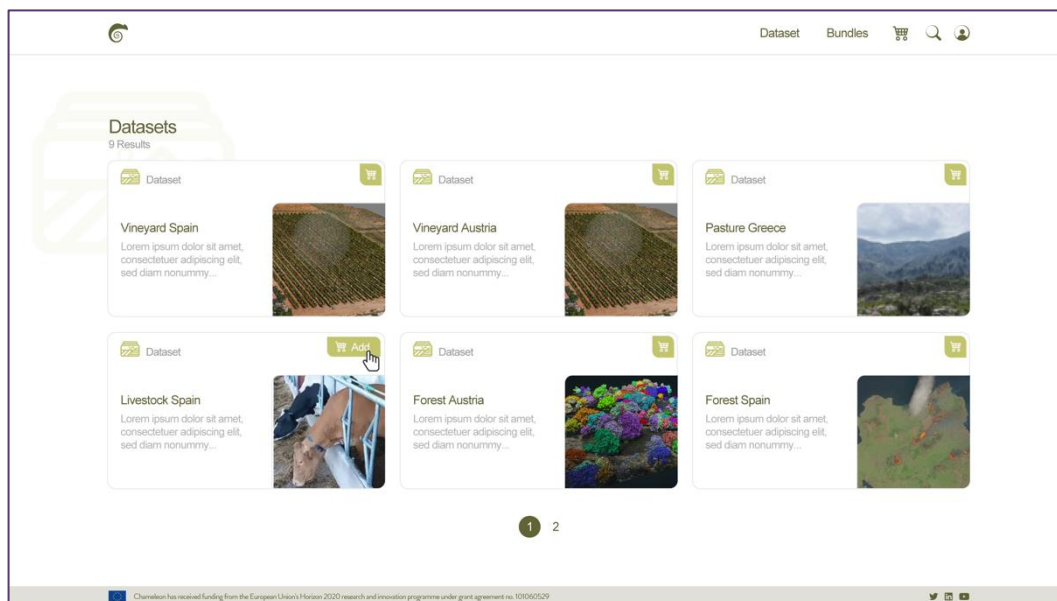 Dataset Bundles
Datasets
9 Results
Dataset
Vineyard Spain
Lorem ipsum dolor sit amet,
consectetuer adipiscing elit,
sed diam nonummy...
Dataset
Vineyard Austria
Lorem ipsum dolor sit amet,
consectetuer adipiscing elit,
sed diam nonummy...
Dataset
Pasture Greece
Lorem ipsum dolor sit amet,
consectetuer adipiscing elit,
sed diam nonummy...
Dataset
Add
Livestock Spain
Lorem ipsum dolor sit amet,
consectetuer adipiscing elit,
sed diam nonummy...
Dataset
Forest Austria
Lorem ipsum dolor sit amet,
consectetuer adipiscing elit,
sed diam nonummy...
Dataset
Forest Spain
Lorem ipsum dolor sit amet,
consectetuer adipiscing elit,
sed diam nonummy...
1 2
Chameleon has received funding from the European Union's Horizon 2020 research and innovation programme under grant agreement no. 101060529